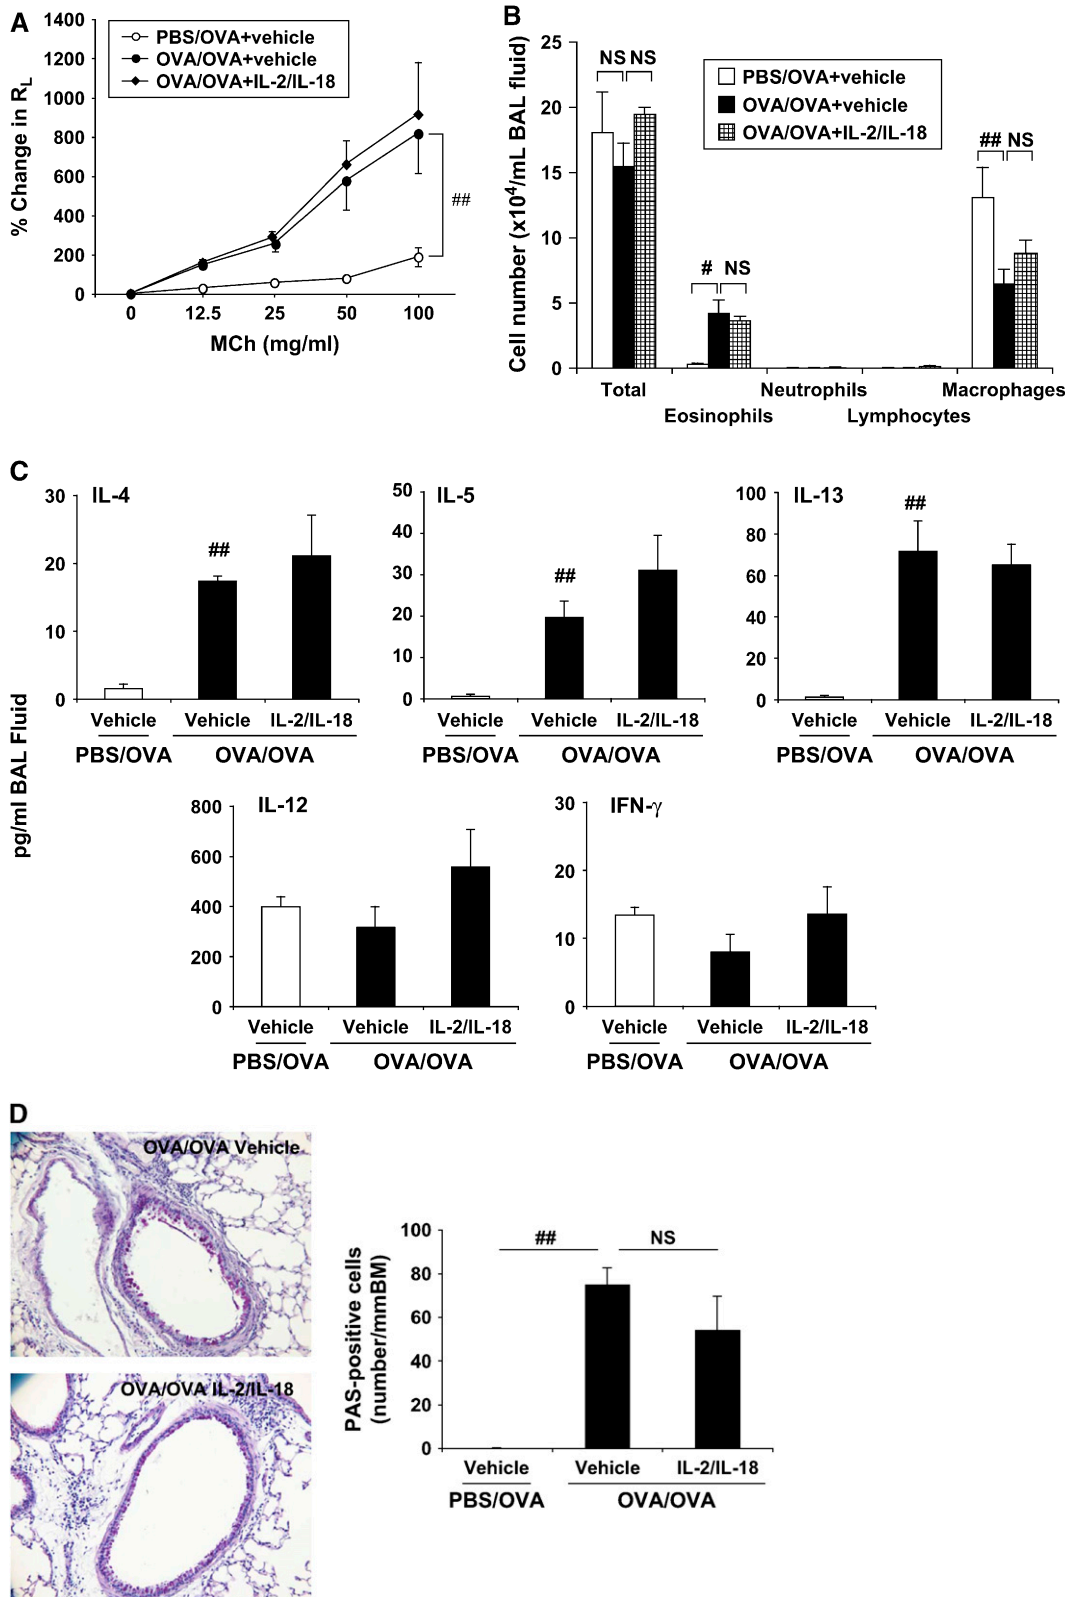 A
1400
1200
1000
800
600
400
200
0
% Change in RL
PBS/OVA+vehicle
OVA/OVA+vehicle
OVA/OVA+IL-2/IL-18
##
0 12.5 25 50 100
MCh (mg/ml)
B
25
20
15
10
5
0
Cell number (x10⁴/mL BAL fluid)
NS NS
PBS/OVA+vehicle
OVA/OVA+vehicle
OVA/OVA+IL-2/IL-18
# NS
## NS
Total
Eosinophils
Neutrophils
Lymphocytes
Macrophages
C
pg/ml BAL Fluid
IL-4
30
20
10
0
##
Vehicle Vehicle IL-2/IL-18
PBS/OVA OVA/OVA
IL-5
50
40
30
20
10
0
##
Vehicle Vehicle IL-2/IL-18
PBS/OVA OVA/OVA
IL-13
100
80
60
40
20
0
##
Vehicle Vehicle IL-2/IL-18
PBS/OVA OVA/OVA
IL-12
800
600
400
200
0
Vehicle Vehicle IL-2/IL-18
PBS/OVA OVA/OVA
IFN-γ
30
20
10
0
Vehicle Vehicle IL-2/IL-18
PBS/OVA OVA/OVA
D
OVA/OVA Vehicle
OVA/OVA IL-2/IL-18
PAS-positive cells
(number/mmBM)
100
80
60
40
20
0
## NS
Vehicle Vehicle IL-2/IL-18
PBS/OVA OVA/OVA